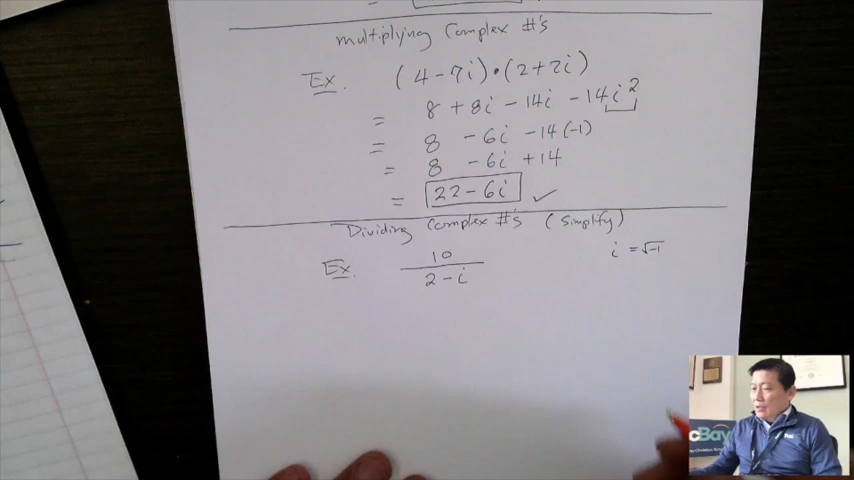 multiplying Complex #'s
Ex. (4-7i)•(2+2i)
= 8 + 8i - 14i - 14i²
= 8 - 6i - 14(-1)
= 8 - 6i + 14
= 22 - 6i ✓
Dividing Complex #'s (Simplify)
Ex. 10 / 2 - i
i = √-1
cBay